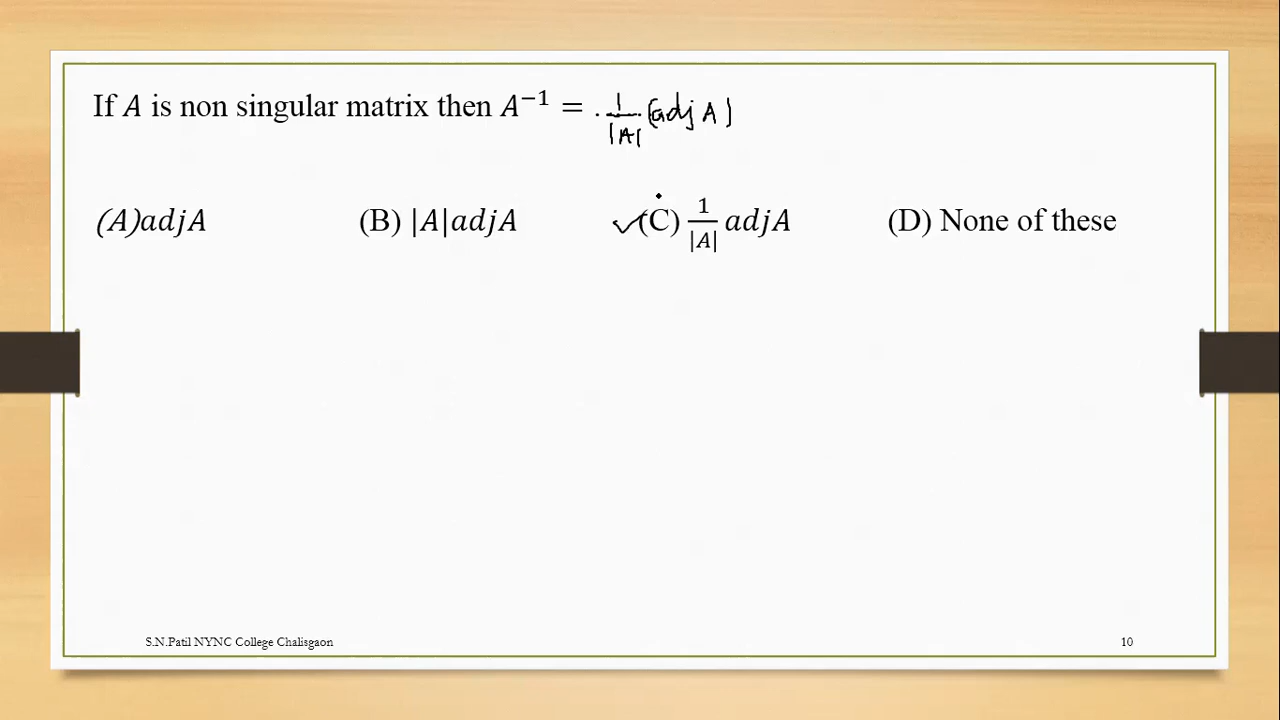 If A is non singular matrix then A⁻¹ = 1/|A| [adj A]
(A)adjA (B) |A|adjA ✓(C) 1/|A| adjA (D) None of these
S.N.Patil NYNC College Chalisgaon 10